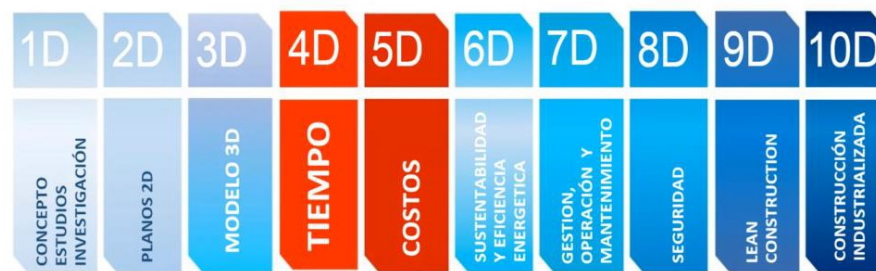 1D
2D
3D
4D
5D
6D
7D
8D
9D
10D
CONCEPTO
ESTUDIOS
INVESTIGACIÓN
PLANOS 2D
MODELO 3D
TIEMPO
COSTOS
SUSTENTABILIDAD
Y EFICIENCIA
ENERGETICA
GESTION,
OPERACIÓN Y
MANTENIMIENTO
SEGURIDAD
LEAN
CONSTRUCTION
CONSTRUCCIÓN
INDUSTRIALIZADA